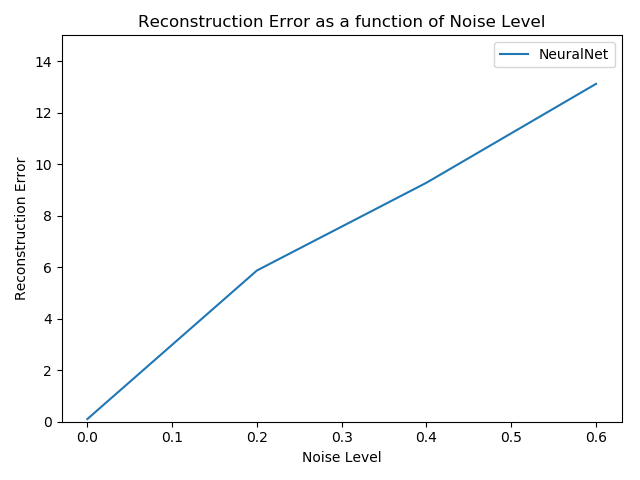 Reconstruction Error as a function of Noise Level
NeuralNet
14
12
10
8
6
4
2
0
Reconstruction Error
0.0 0.1 0.2 0.3 0.4 0.5 0.6
Noise Level